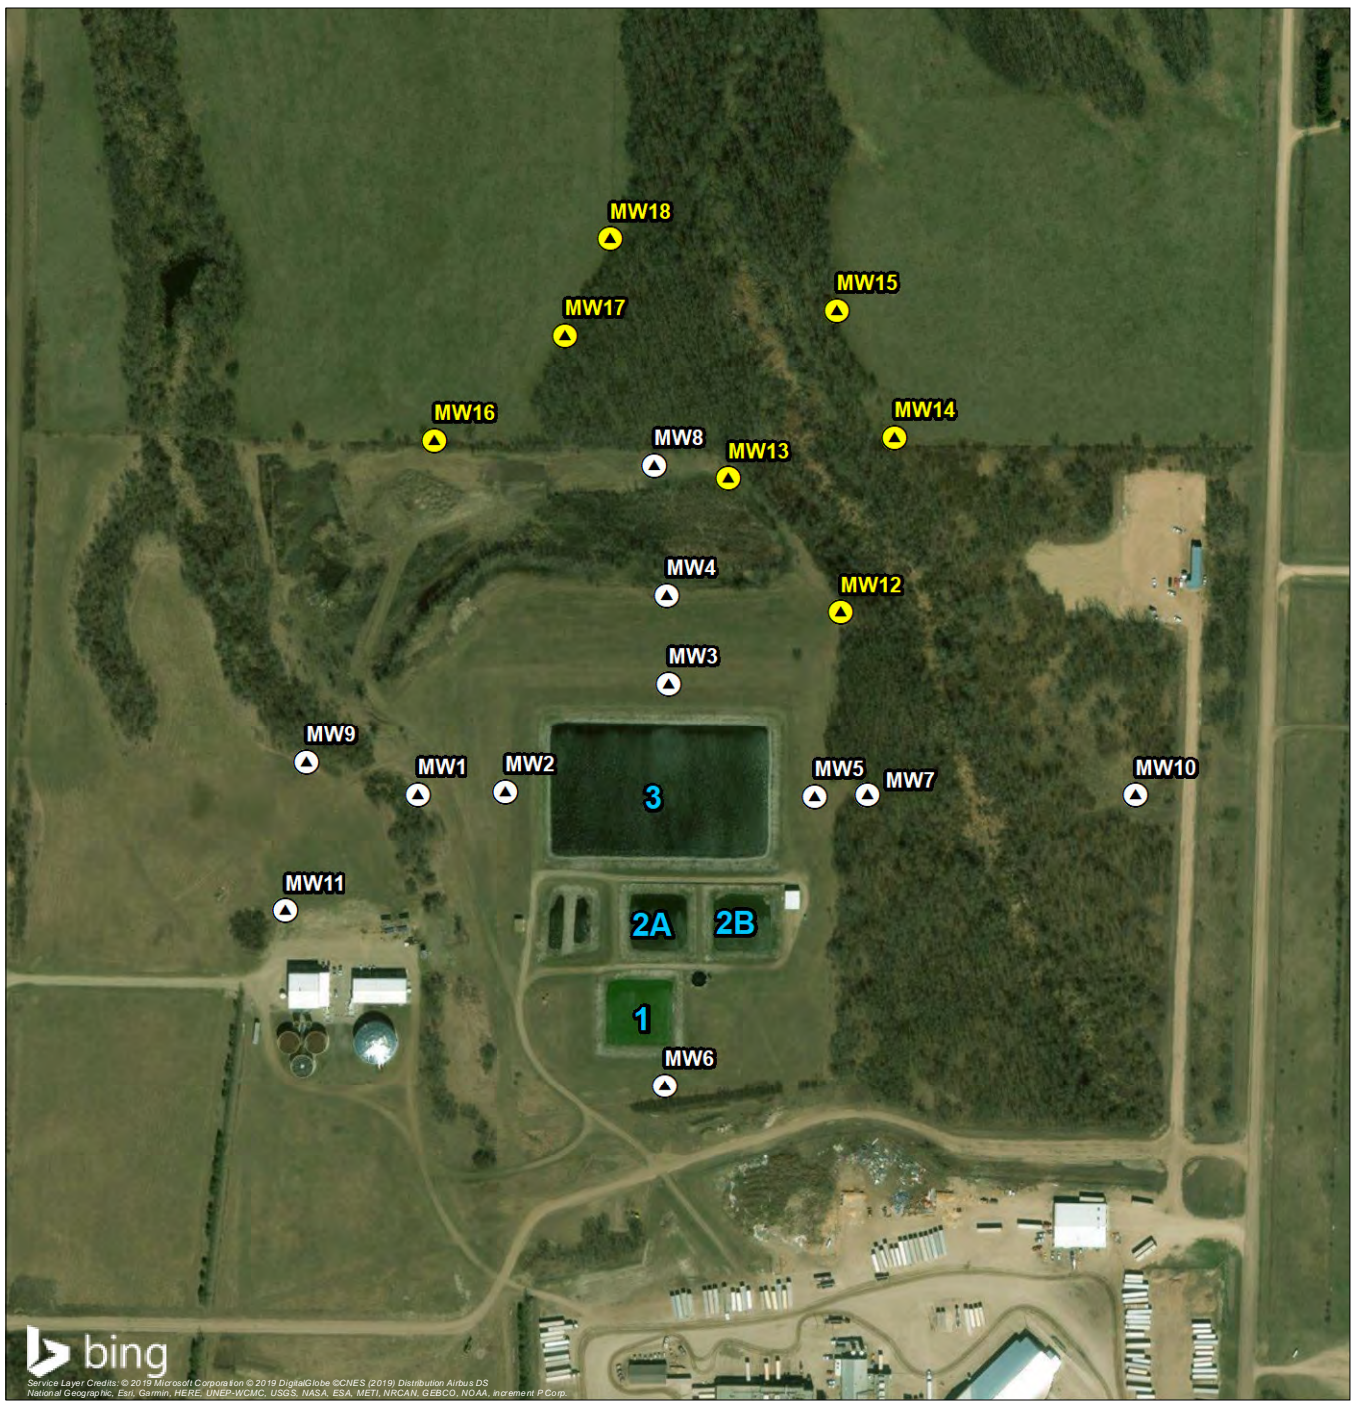 MW18
MW15
MW17
MW16
MW14
MW8
MW13
MW4
MW12
MW3
MW9
MW1
MW2
MW5
MW7
MW10
3
MW11
2A
2B
1
MW6
bing
Service Layer Credits: © 2019 Microsoft Corporation © 2019 DigitalGlobe ©CNES (2019) Distribution Airbus DS
National Geographic, Esri, Garmin, HERE, UNEP-WCMC, USGS, NASA, ESA, METI, NRCAN, GEBCO, NOAA, increment P Corp.